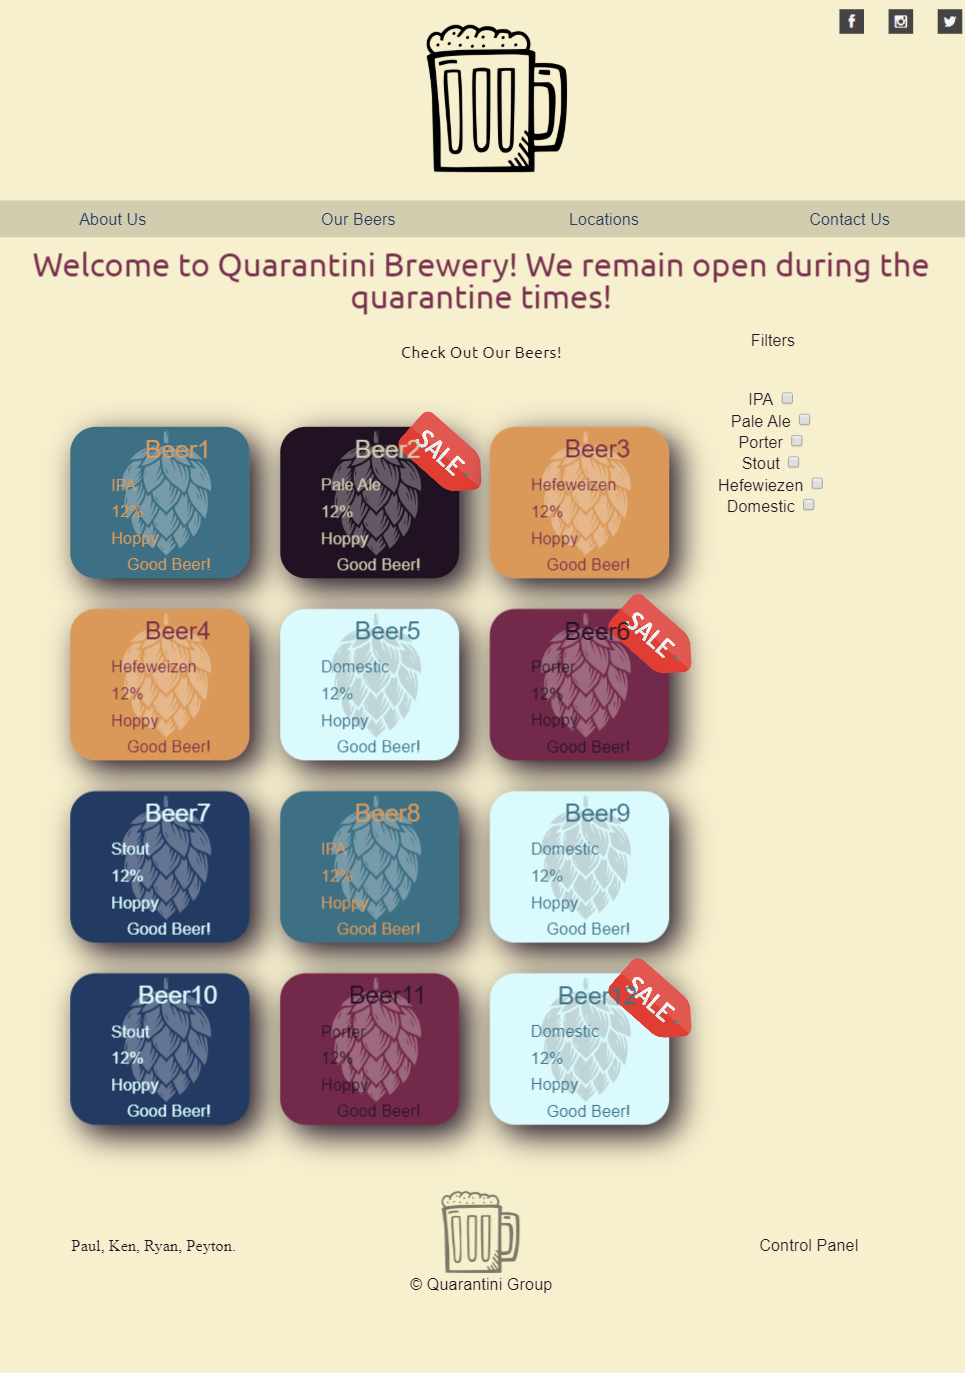 About Us
Our Beers
Locations
Contact Us
Welcome to Quarantini Brewery! We remain open during the
quarantine times!
Check Out Our Beers!
Filters
IPA
Pale Ale
Porter
Stout
Hefewiezen
Domestic
Beer1
IPA
12%
Hoppy
Good Beer!
Beer2
SALE
Pale Ale
12%
Hoppy
Good Beer!
Beer3
Hefeweizen
12%
Hoppy
Good Beer!
Beer4
Hefeweizen
12%
Hoppy
Good Beer!
Beer5
Domestic
12%
Hoppy
Good Beer!
Beer6
SALE
Porter
12%
Hoppy
Good Beer!
Beer7
Stout
12%
Hoppy
Good Beer!
Beer8
IPA
12%
Hoppy
Good Beer!
Beer9
Domestic
12%
Hoppy
Good Beer!
Beer10
Stout
12%
Hoppy
Good Beer!
Beer11
Porter
12%
Hoppy
Good Beer!
Beer12
SALE
Domestic
12%
Hoppy
Good Beer!
Paul, Ken, Ryan, Peyton.
© Quarantini Group
Control Panel